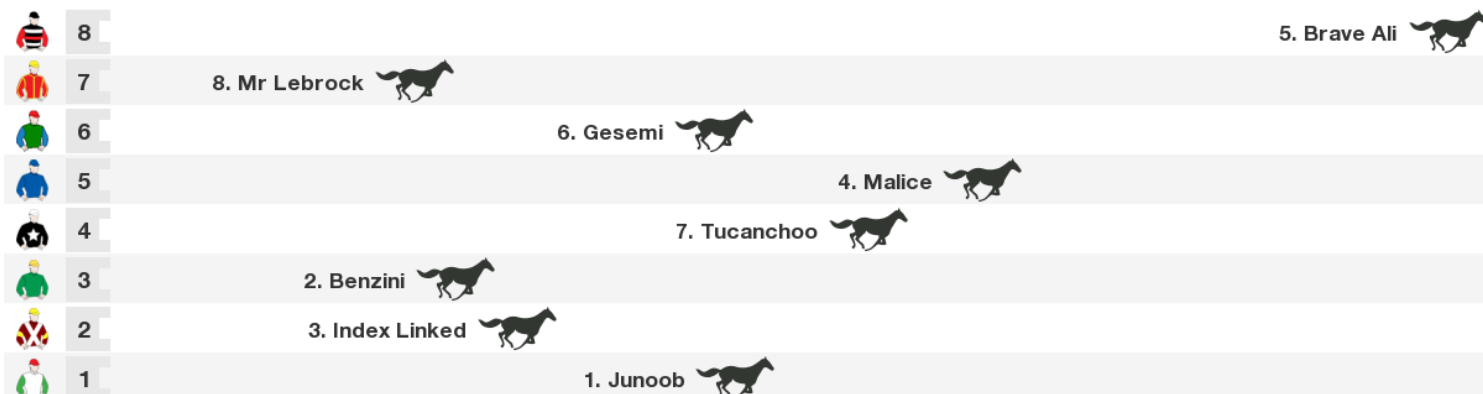 8 5. Brave Ali
7 8. Mr Lebrock
6 6. Gesemi
5 4. Malice
4 7. Tucanchoo
3 2. Benzini
2 3. Index Linked
1 1. Junoob